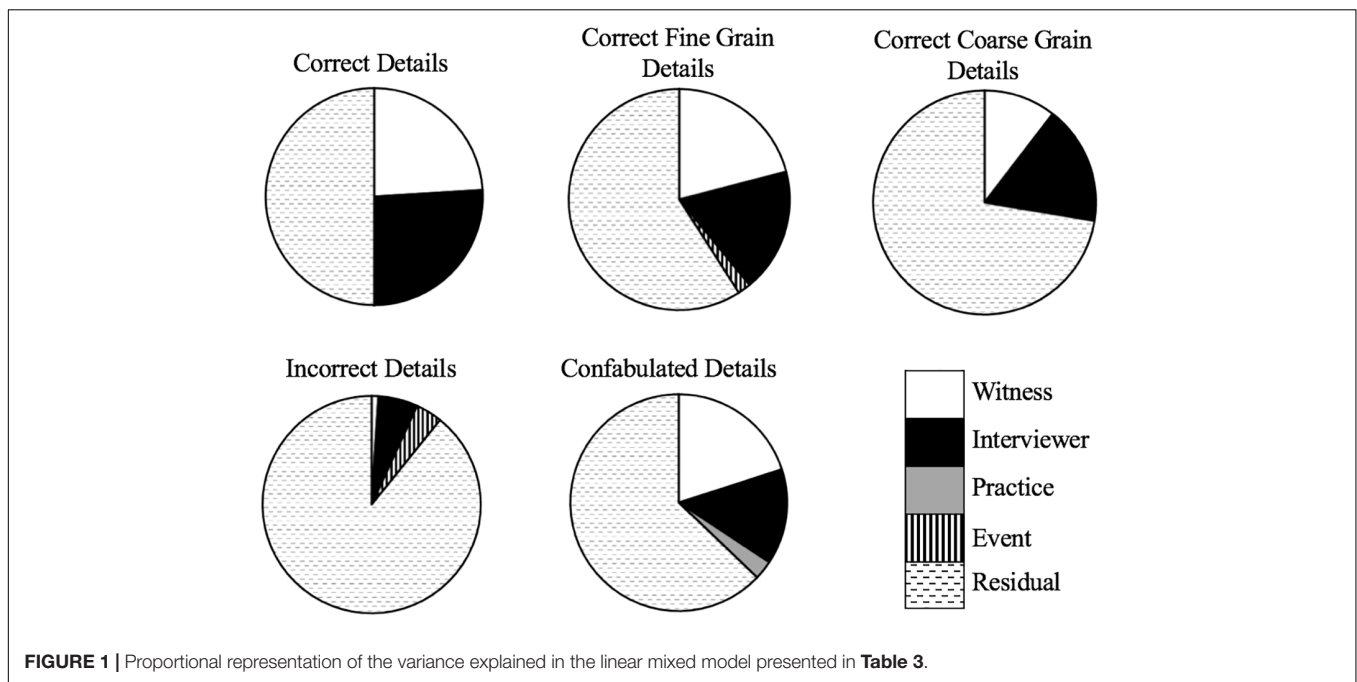 Correct Details
Correct Fine Grain
Details
Correct Coarse Grain
Details
Incorrect Details
Confabulated Details
Witness
Interviewer
Practice
Event
Residual
FIGURE 1 | Proportional representation of the variance explained in the linear mixed model presented in Table 3.